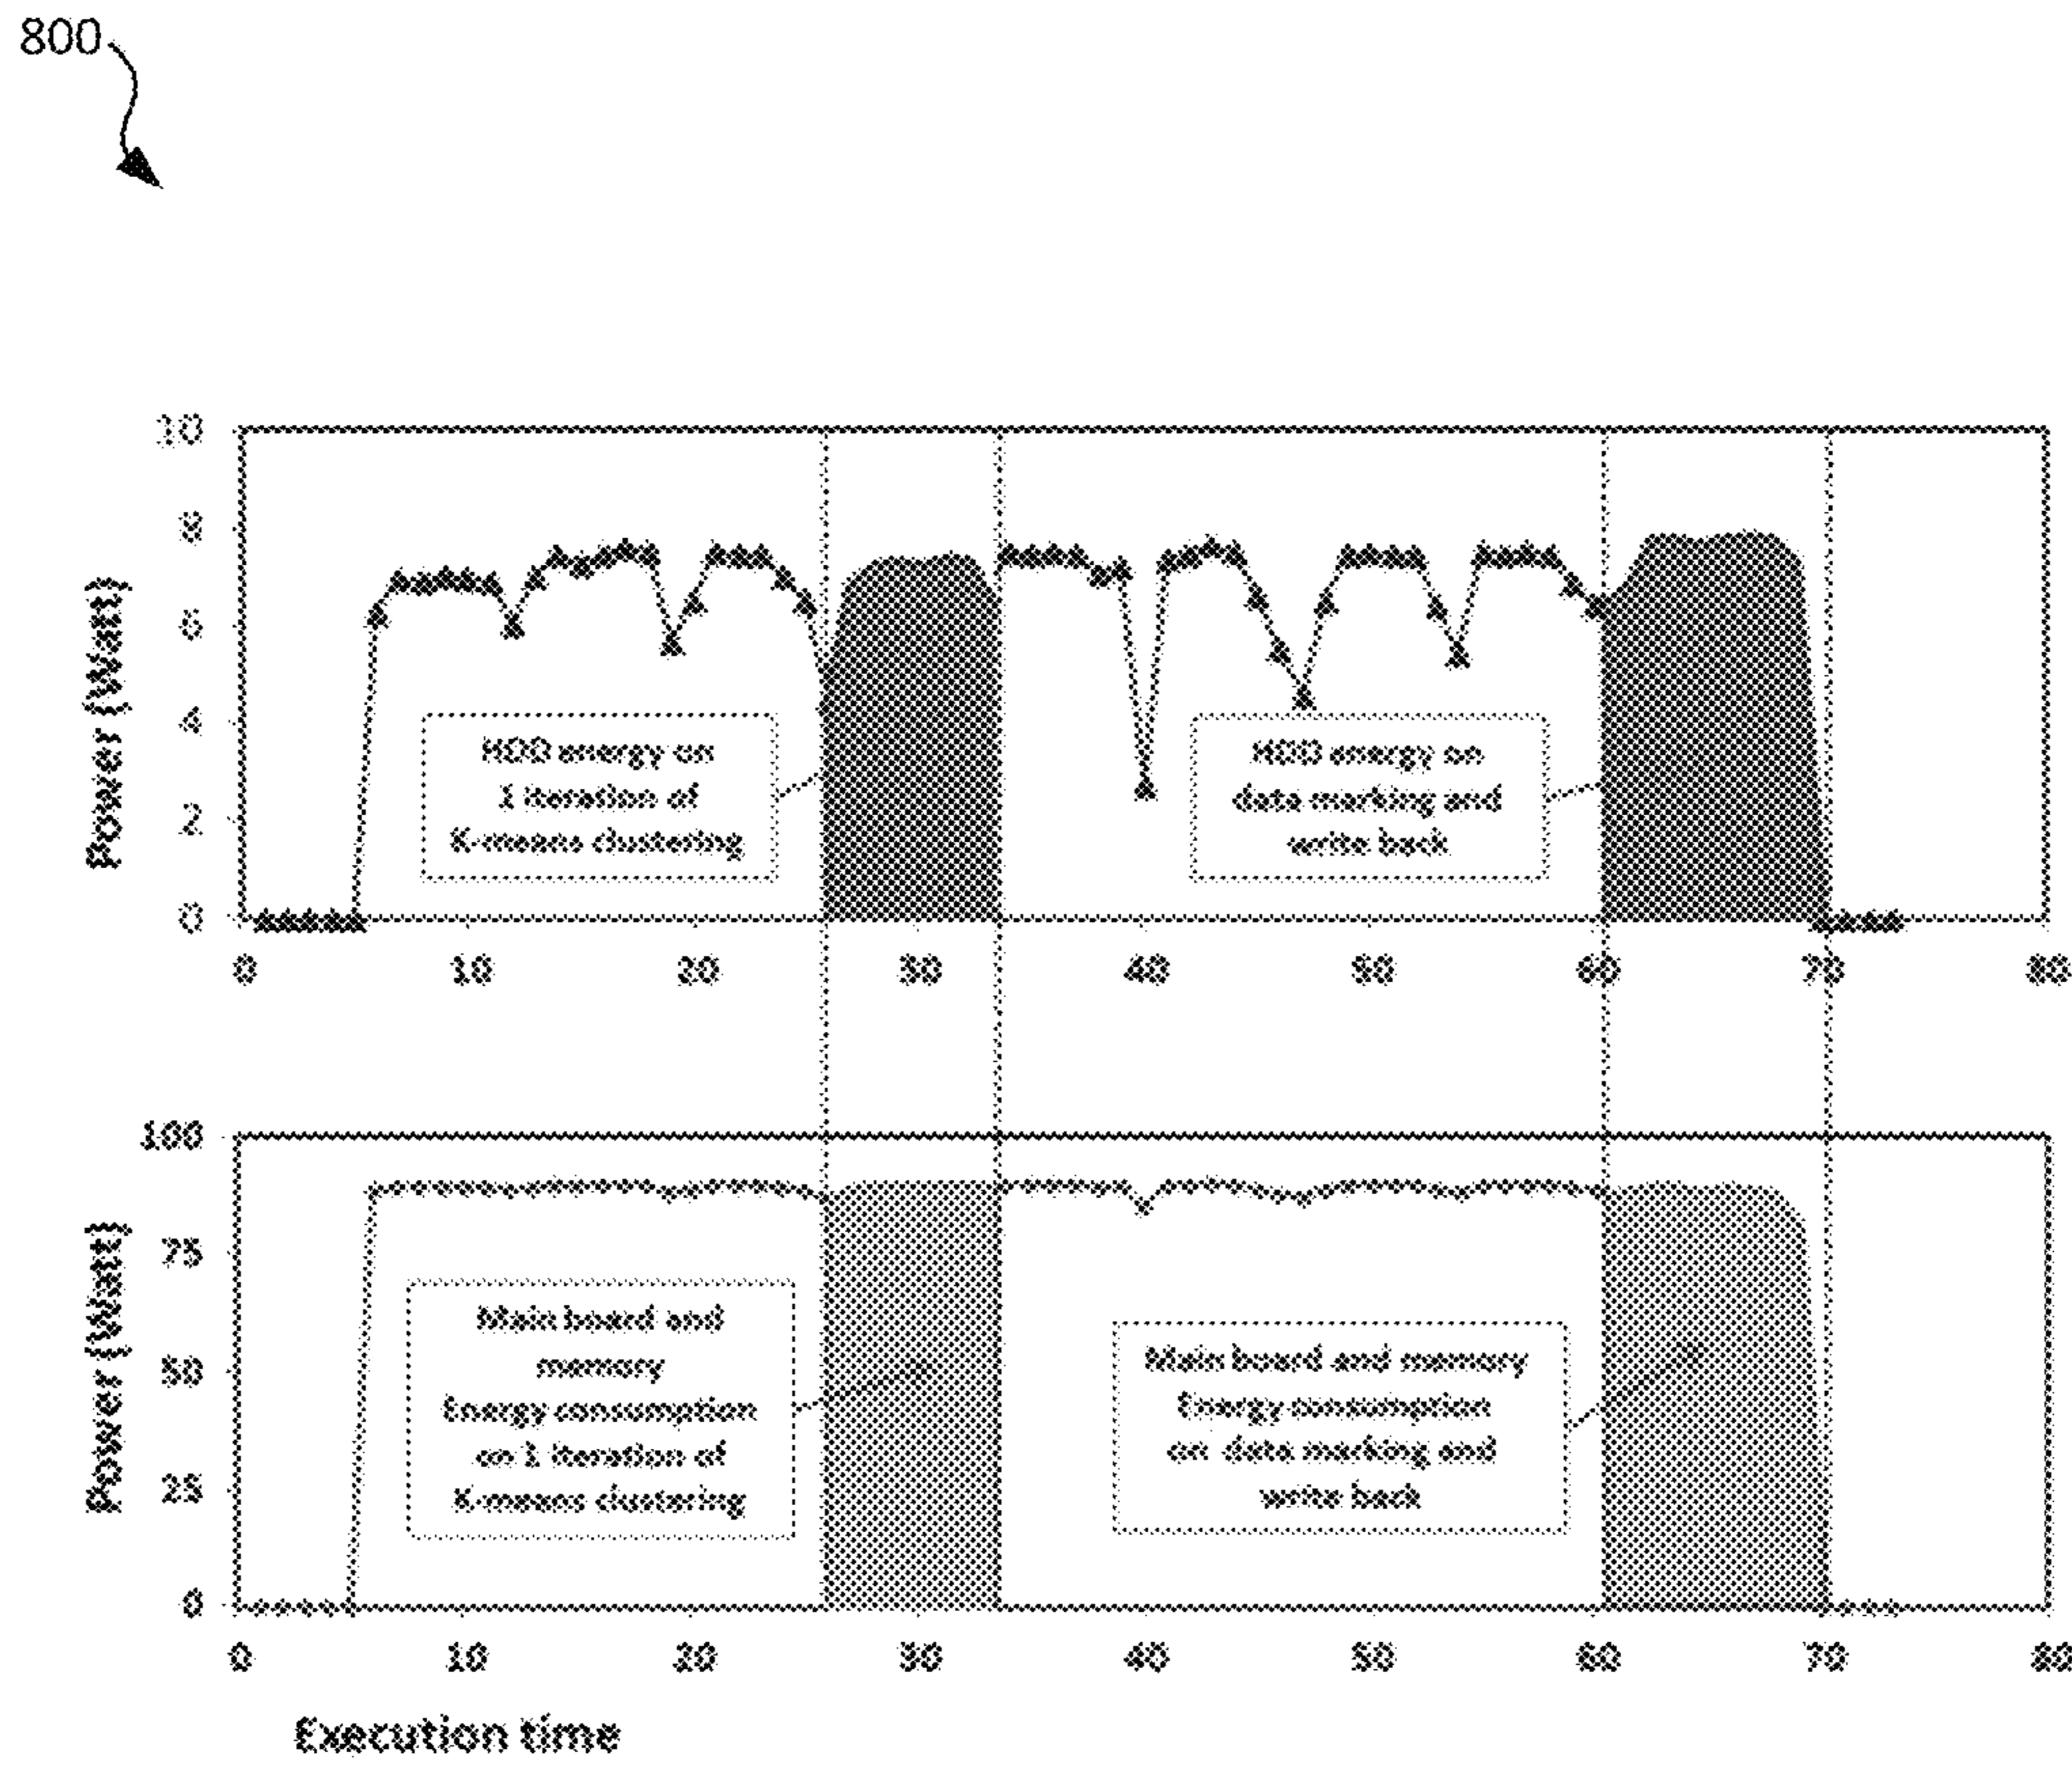 800
10
8
6
4
2
0
Power (Watt)
HDD energy on
1 iteration of
K-means clustering
HDD energy on
data marking and
write back
0 10 20 30 40 50 60 70 80
100
75
50
25
0
Power (Watt)
Main board and
memory
Energy consumption
on 1 iteration of
K-means clustering
Main board and memory
Energy consumption
on data marking and
write back
0 10 20 30 40 50 60 70 80
Execution time